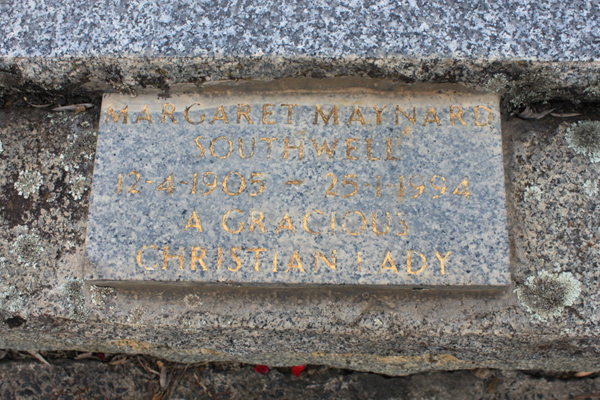 MARGARET MAYNARD
SOUTHWELL
12-4-1905 - 25-1-1994
A GRACIOUS
CHRISTIAN LADY